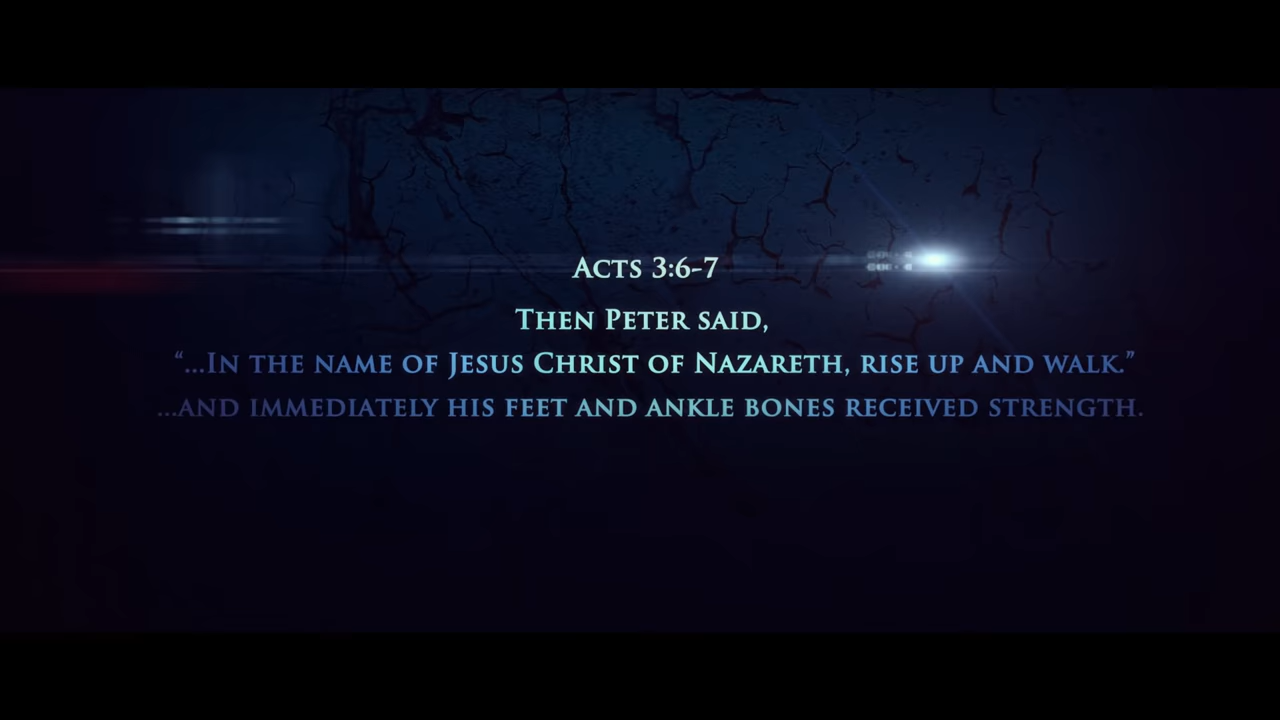 Acts 3:6-7
Then Peter said,
“...In the name of Jesus Christ of Nazareth, rise up and walk.”
...and immediately his feet and ankle bones received strength.